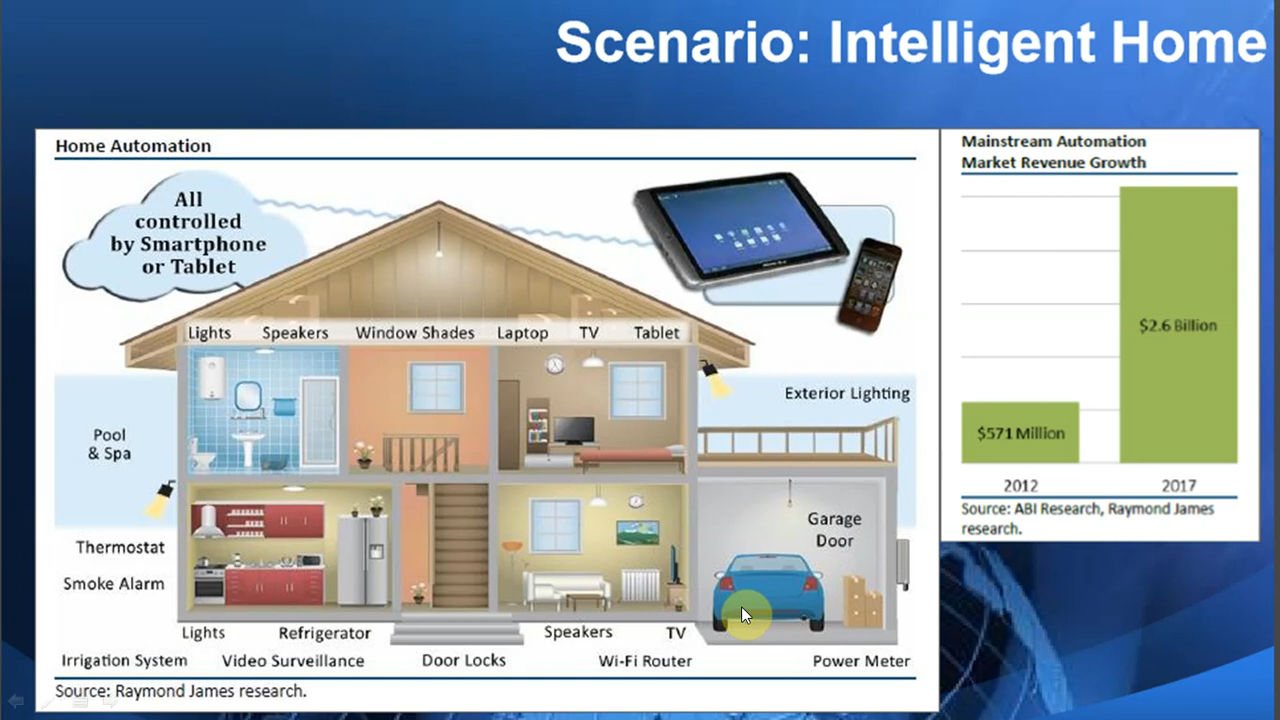 Scenario: Intelligent Home
Home Automation
All
controlled
by Smartphone
or Tablet
Lights Speakers Window Shades Laptop TV Tablet
Exterior Lighting
Pool
& Spa
Garage
Door
Thermostat
Smoke Alarm
Lights Refrigerator Speakers TV
Irrigation System Video Surveillance Door Locks Wi-Fi Router Power Meter
Source: Raymond James research.
Mainstream Automation
Market Revenue Growth
$2.6 Billion
$571 Million
2012 2017
Source: ABI Research, Raymond James
research.